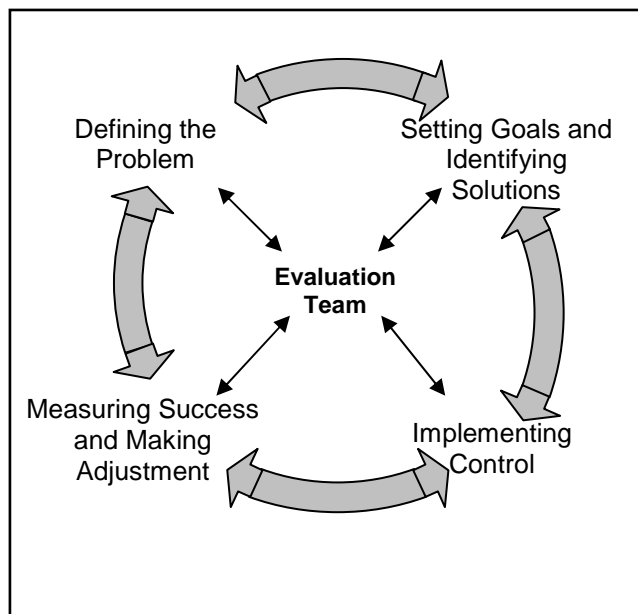 Defining the
Problem
Setting Goals and
Identifying
Solutions
Evaluation
Team
Measuring Success
and Making
Adjustment
Implementing
Control